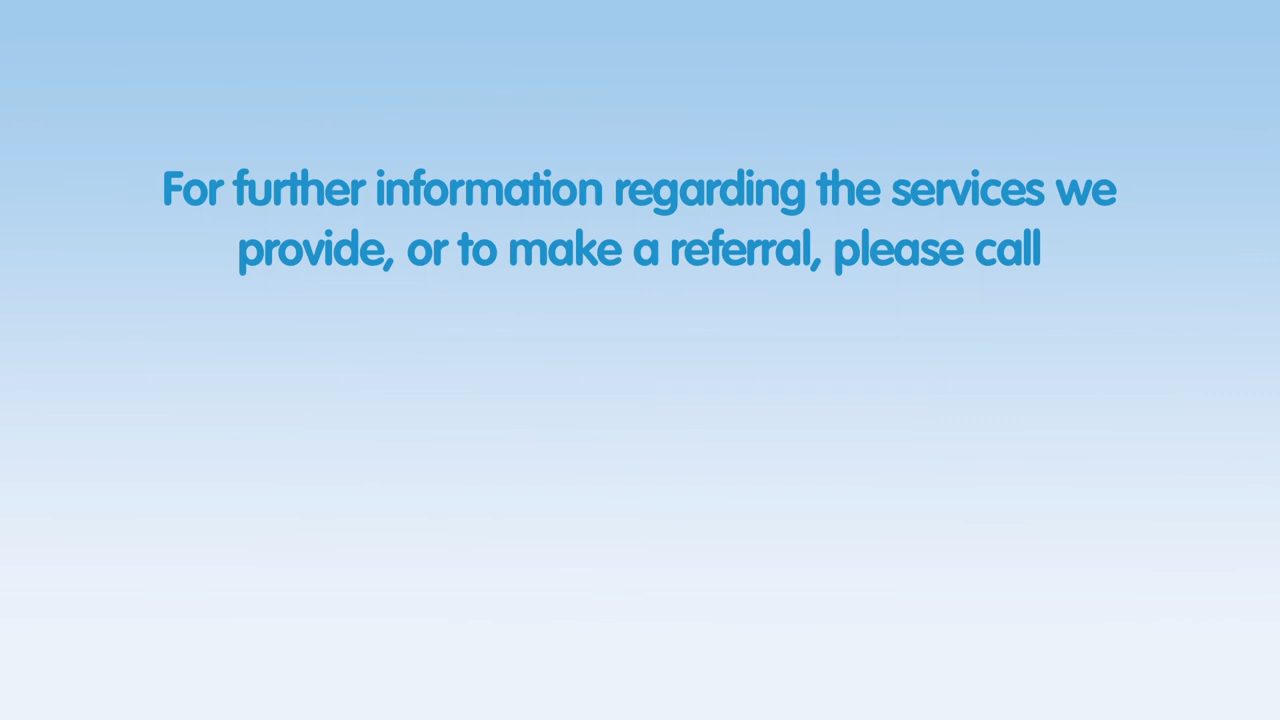 For further information regarding the services we
provide, or to make a referral, please call